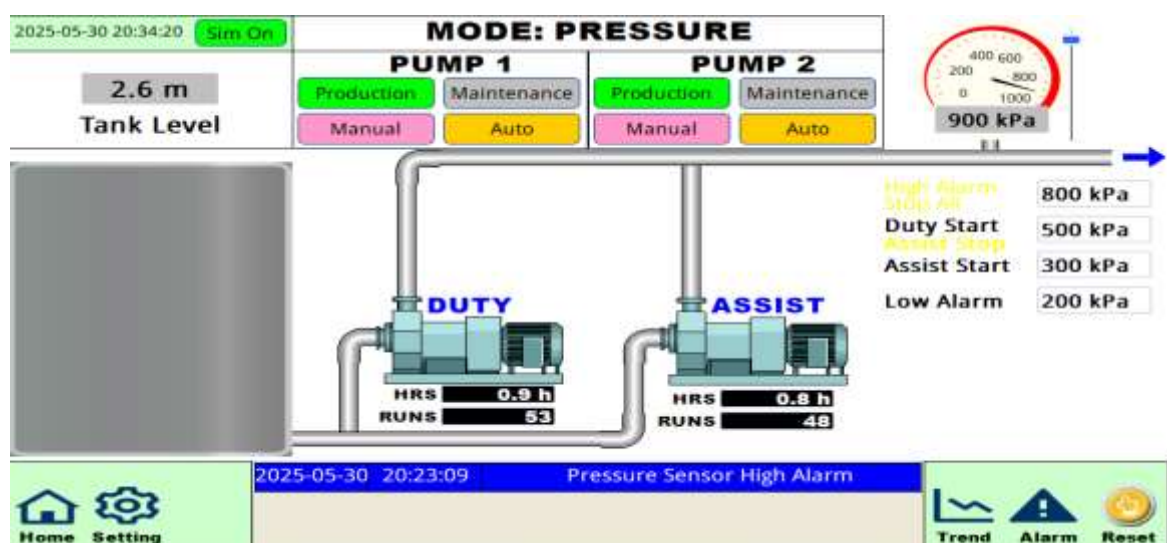 2025-05-30 20:34:20 Sim On
MODE: PRESSURE
2.6 m
Tank Level
PUMP 1
Production Maintenance
Manual Auto
PUMP 2
Production Maintenance
Manual Auto
400 600
200 800
0 1000
900 kPa
High Alarm 800 kPa
Stop All
Duty Start 500 kPa
Assist Stop
Assist Start 300 kPa
Low Alarm 200 kPa
DUTY
HRS 0.9 h
RUNS 53
ASSIST
HRS 0.8 h
RUNS 48
2025-05-30 20:23:09 Pressure Sensor High Alarm
Home Setting
Trend Alarm Reset